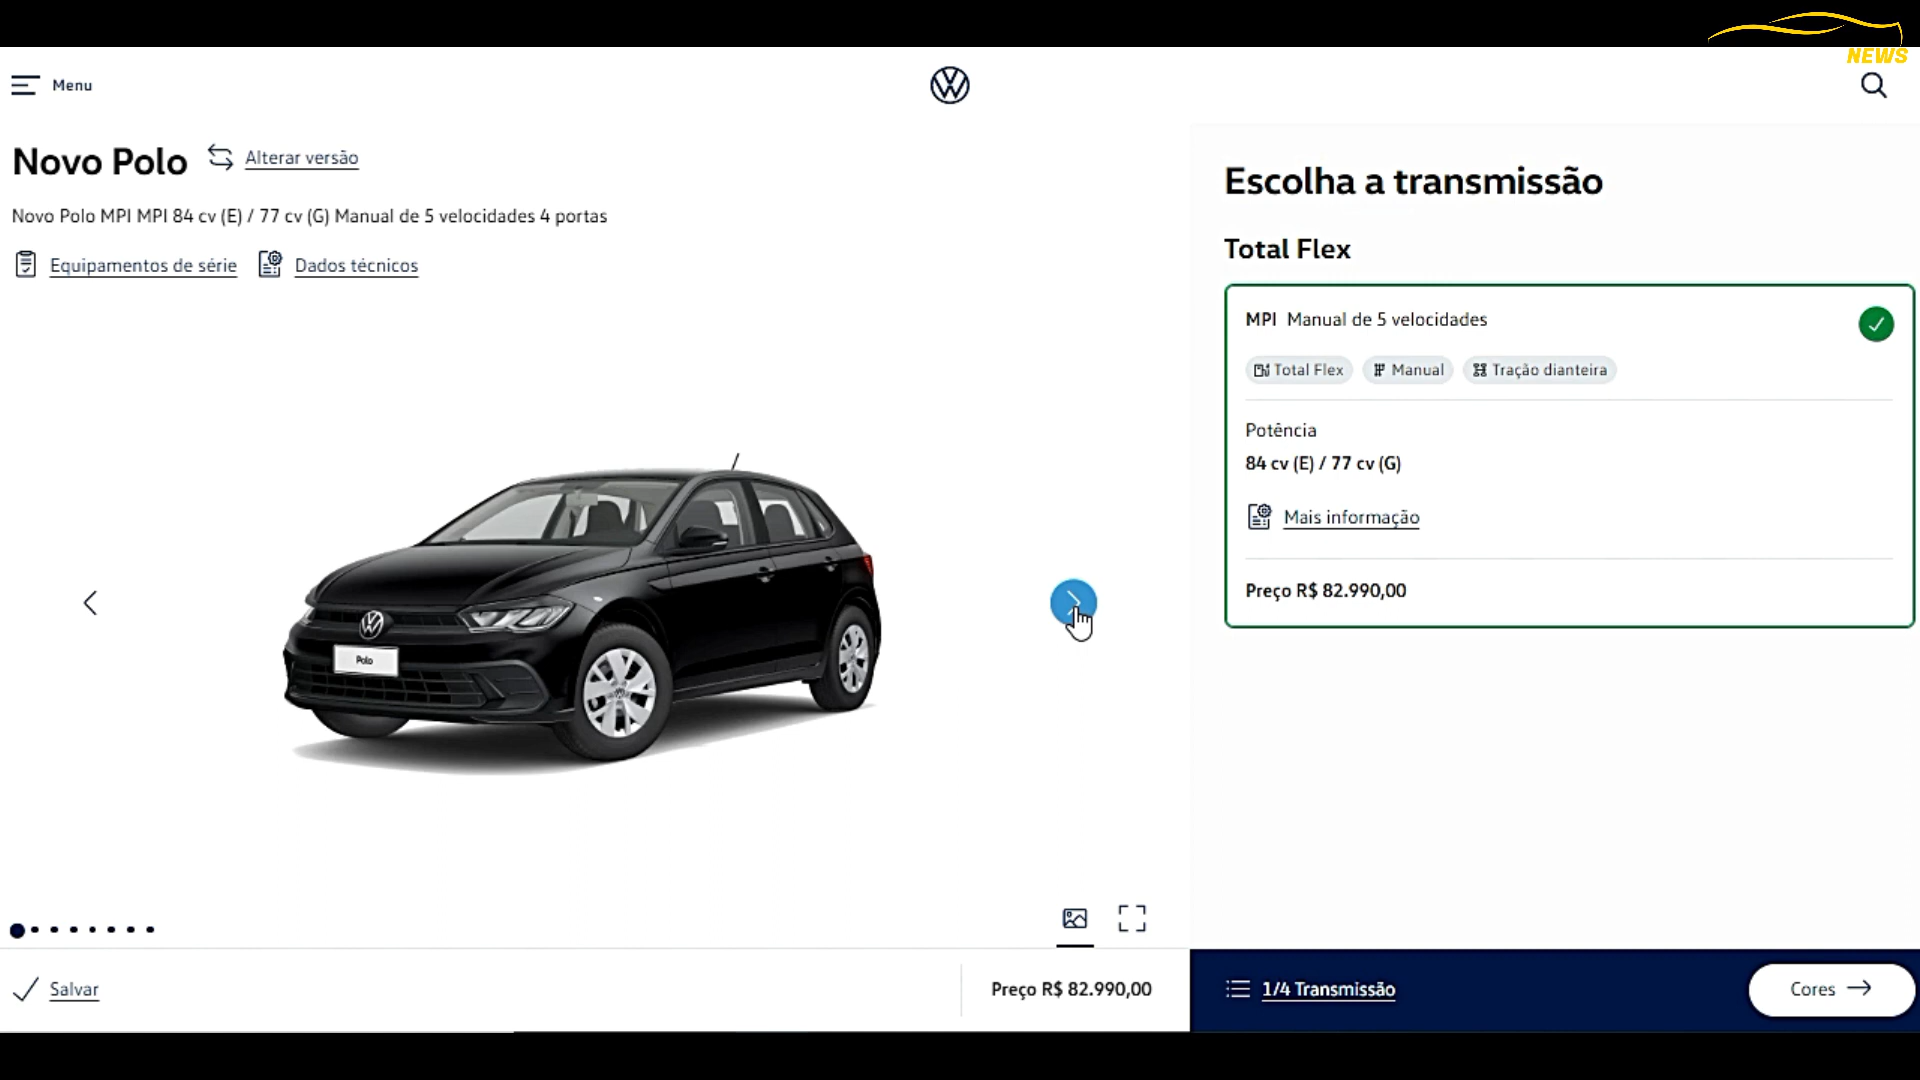 NEWS
Menu
Novo Polo
Alterar versão
Novo Polo MPI MPI 84 cv (E) / 77 cv (G) Manual de 5 velocidades 4 portas
Equipamentos de série
Dados técnicos
Polo
Salvar
Preço R$ 82.990,00
Escolha a transmissão
Total Flex
MPI Manual de 5 velocidades
Total Flex
Manual
Tração dianteira
Potência
84 cv (E) / 77 cv (G)
Mais informação
Preço R$ 82.990,00
1/4 Transmissão
Cores